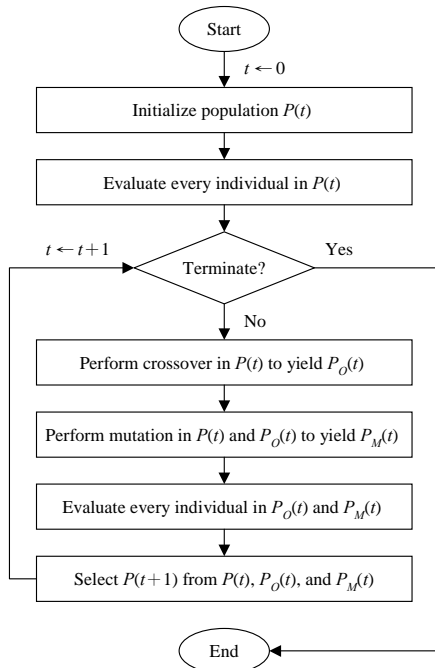 Start
t ← 0
Initialize population P(t)
Evaluate every individual in P(t)
t ← t+1
Terminate?
Yes
No
Perform crossover in P(t) to yield P_O(t)
Perform mutation in P(t) and P_O(t) to yield P_M(t)
Evaluate every individual in P_O(t) and P_M(t)
Select P(t+1) from P(t), P_O(t), and P_M(t)
End